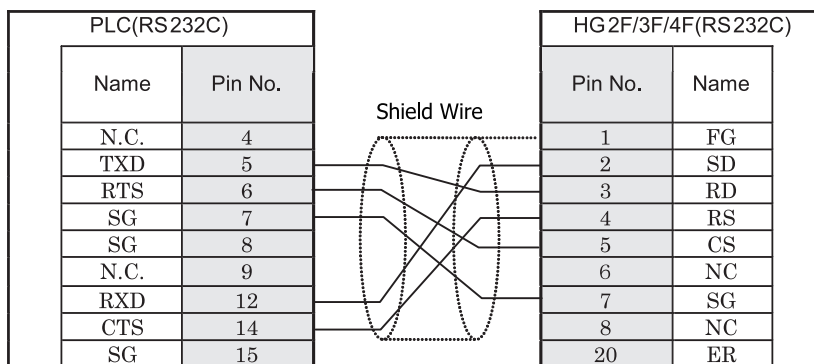 PLC(RS232C)
HG2F/3F/4F(RS232C)
Name Pin No. Pin No. Name
Shield Wire
N.C. 4 1 FG
TXD 5 2 SD
RTS 6 3 RD
SG 7 4 RS
SG 8 5 CS
N.C. 9 6 NC
RXD 12 7 SG
CTS 14 8 NC
SG 15 20 ER